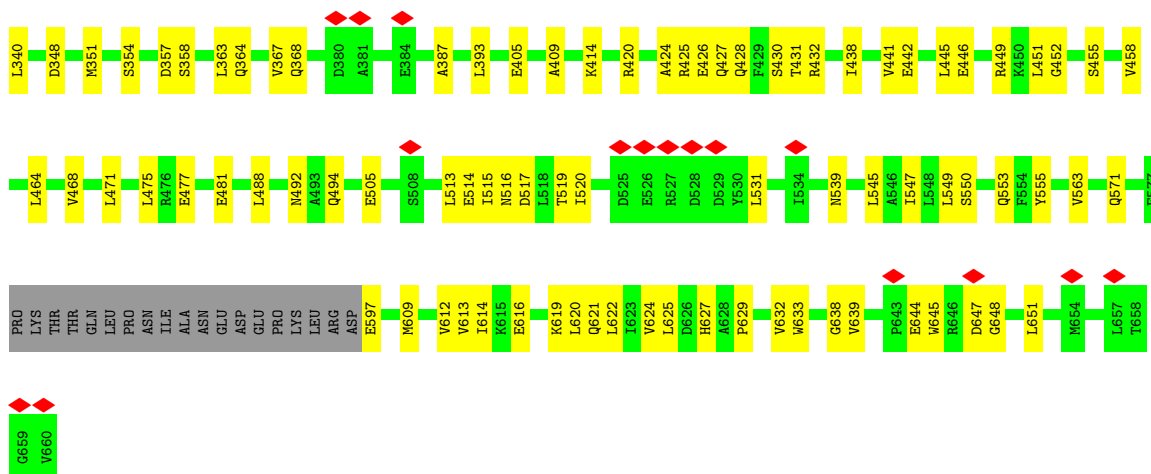 L340 D348 M351 S354 D357 S358 L363 Q364 V367 Q368 D380 A381 E384 A387 L393 E405 A409 K414 R420 A424 R425 E426 Q427 Q428 F429 S430 T431 R432 I438 V441 E442 L445 E446 R449 K450 L451 G452 S455 V458
L464 V468 L471 L475 R476 E477 E481 L488 N492 A493 Q494 E505 S508 L513 E514 I515 N516 D517 L518 T519 I520 D525 E526 R527 D528 D529 Y530 L531 I534 N539 L545 A546 I547 L548 L549 S550 Q553 F554 Y555 V563 Q571
PRO LYS THR THR GLN LEU PRO ASN ILE ALA ASN GLU ASP GLU PRO LYS LEU ARG ASP E597 M609 V612 V613 I614 K615 E616 K619 L620 Q621 L622 I623 V624 L625 D626 H627 A628 P629 V632 W633 G638 V639 P643 E644 W645 R646 D647 G648 L651 M654 L657 T658
G659 V660